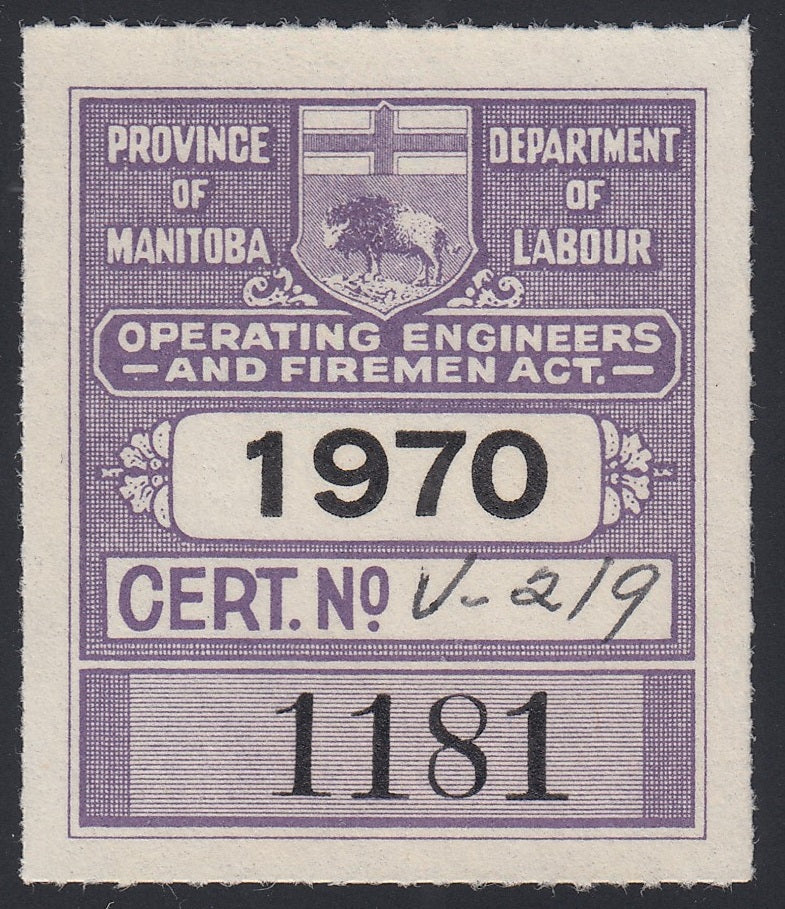 PROVINCE
OF
MANITOBA
DEPARTMENT
OF
LABOUR
OPERATING ENGINEERS
—AND FIREMEN ACT.—
1970
CERT. No V-219
1181